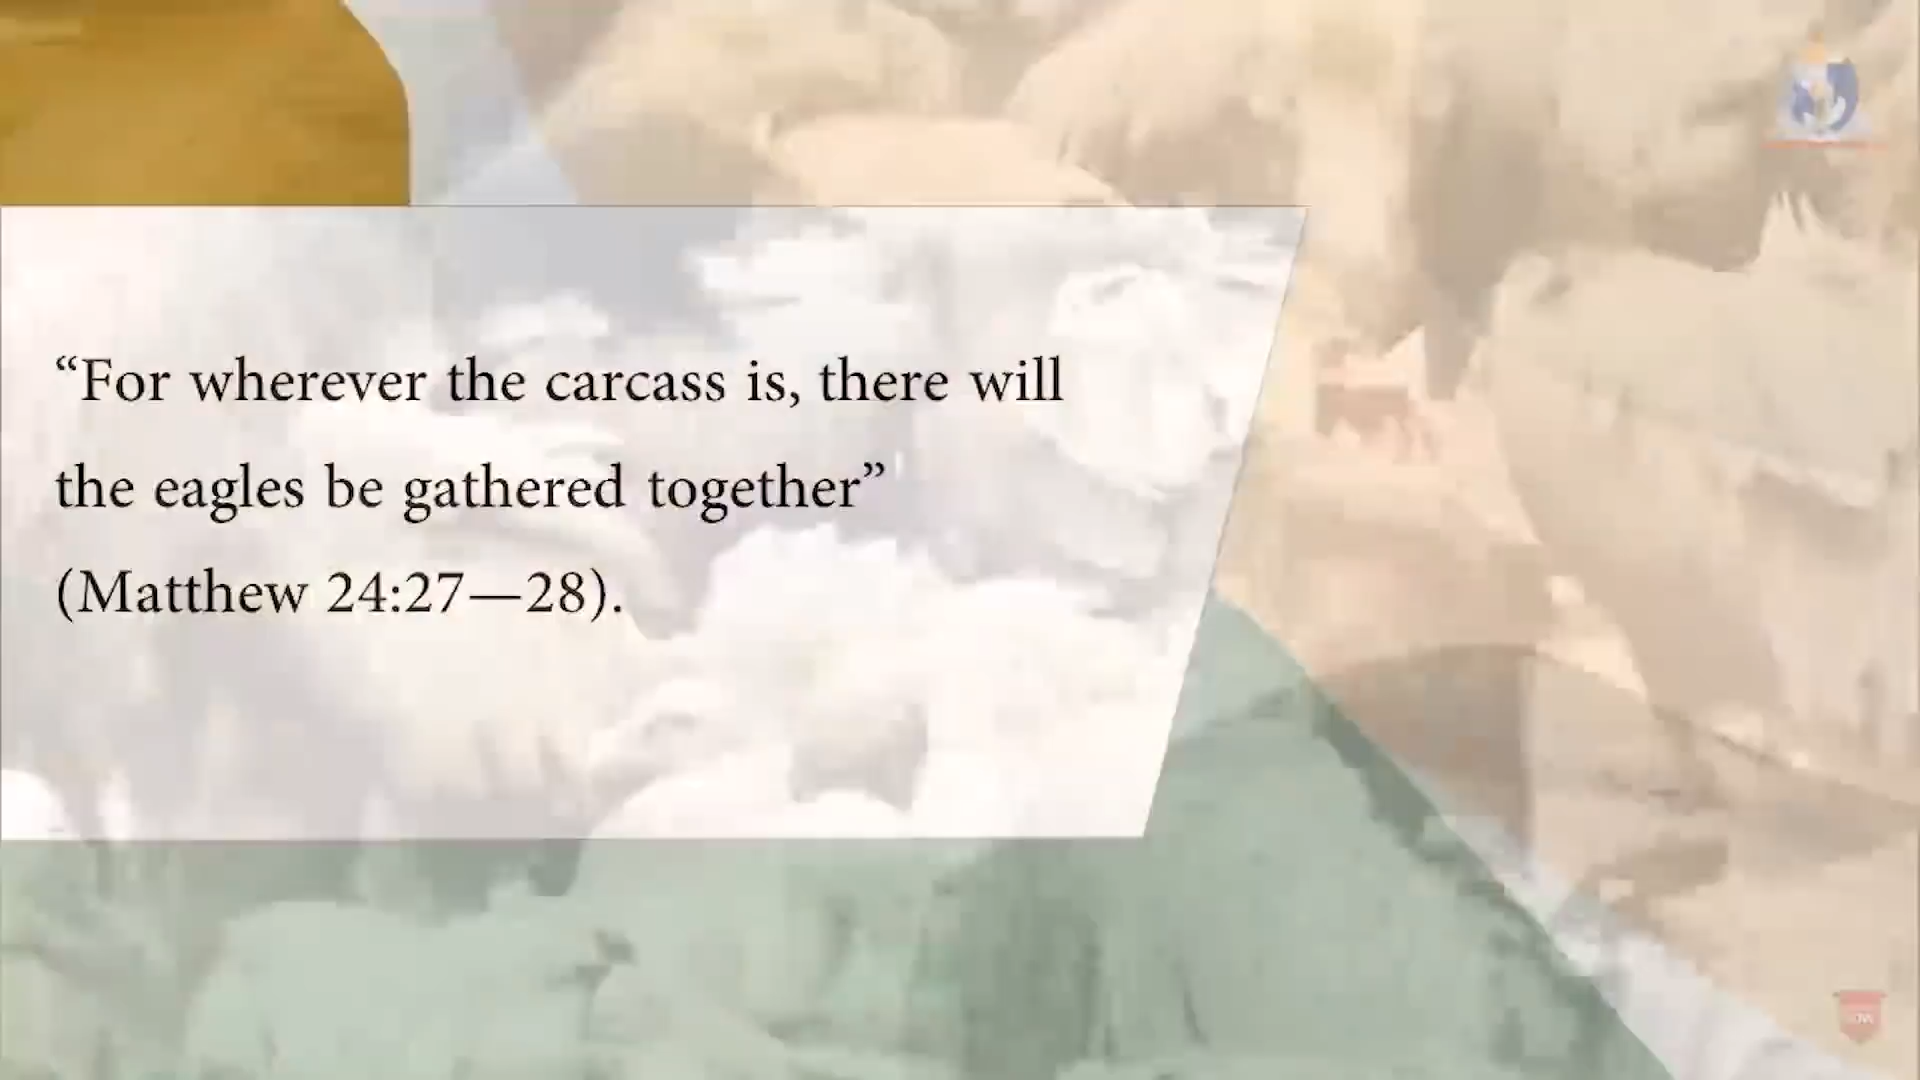 “For wherever the carcass is, there will
the eagles be gathered together”
(Matthew 24:27—28).